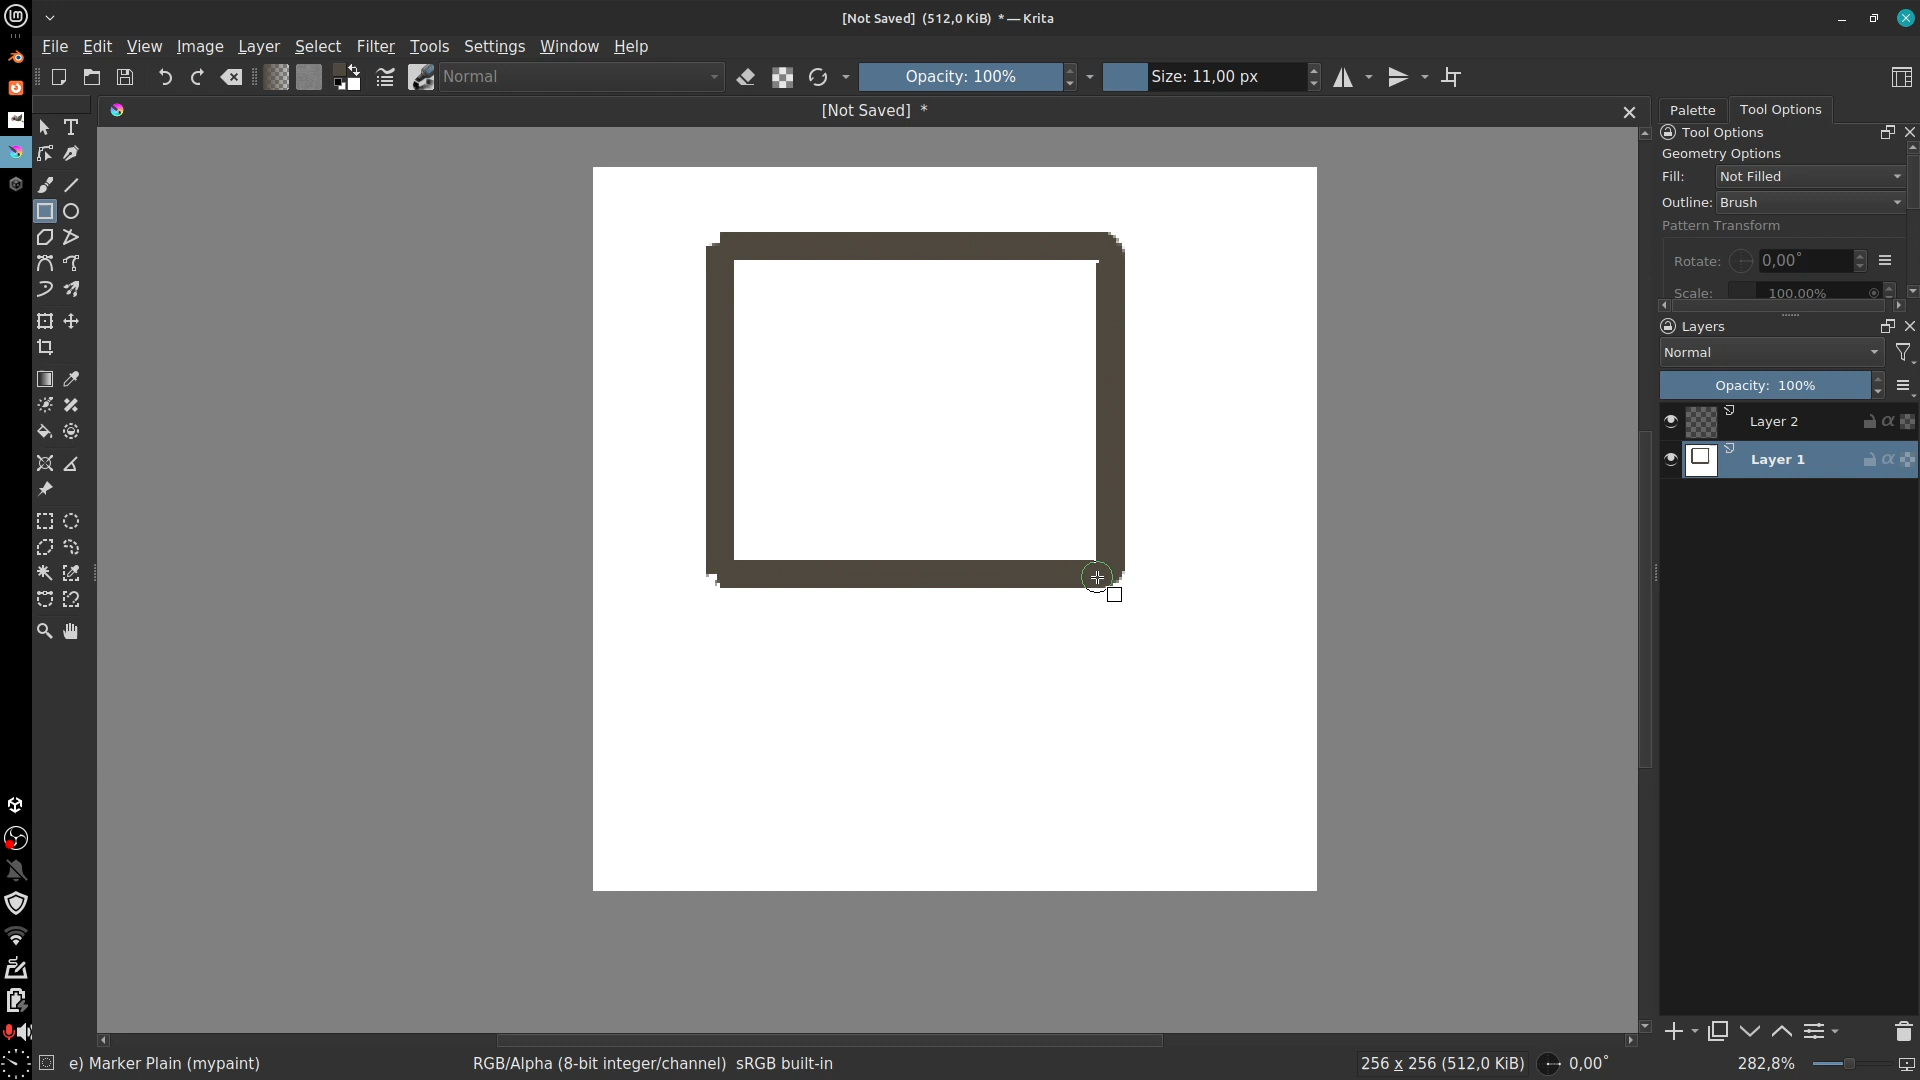 [Not Saved]  (512,0 KiB)  * — Krita
File Edit View Image Layer Select Filter Tools Settings Window Help
Normal
Opacity: 100%
Size: 11,00 px
[Not Saved]  *
Palette
Tool Options
Tool Options
Geometry Options
Fill: Not Filled
Outline: Brush
Pattern Transform
Rotate: 0,00°
Scale: 100,00%
Layers
Normal
Opacity:  100%
Layer 2
Layer 1
e) Marker Plain (mypaint)
RGB/Alpha (8-bit integer/channel)  sRGB built-in
256 x 256 (512,0 KiB)
0,00°
282,8%